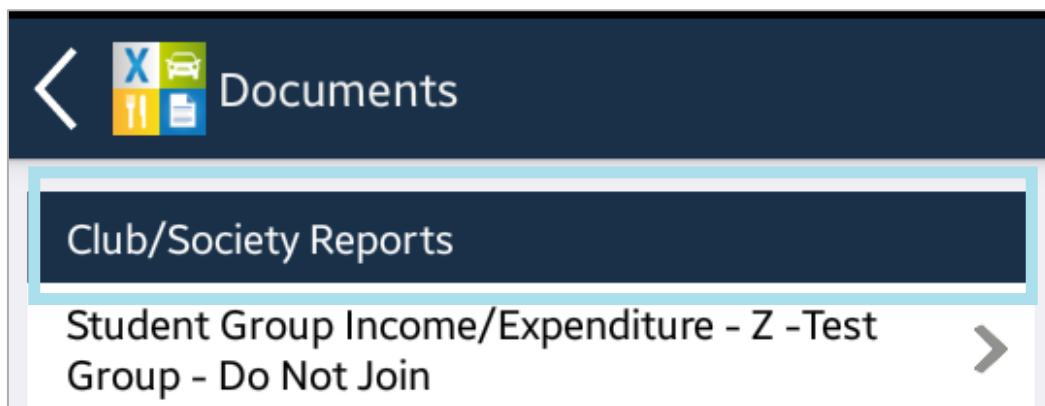 X
Documents
Club/Society Reports
Student Group Income/Expenditure - Z -Test
Group - Do Not Join